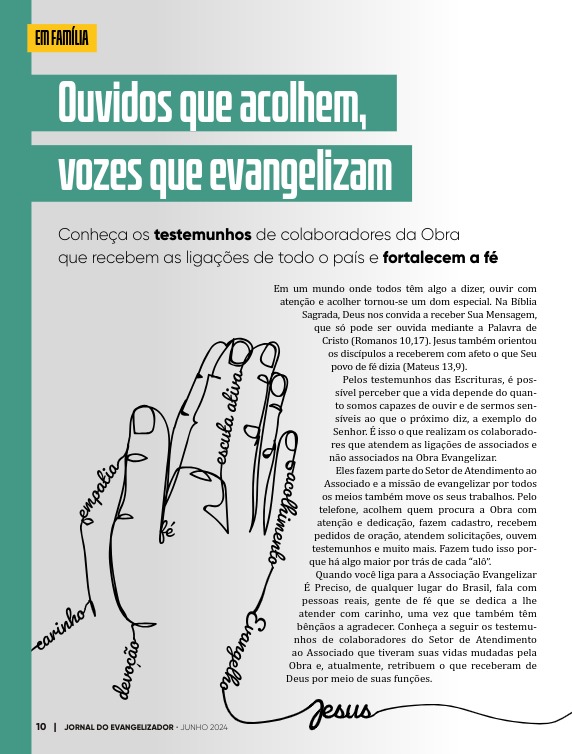 EM FAMÍLIA
Ouvidos que acolhem,
vozes que evangelizam
Conheça os testemunhos de colaboradores da Obra
que recebem as ligações de todo o país e fortalecem a fé
Em um mundo onde todos têm algo a dizer, ouvir com
atenção e acolher tornou-se um dom especial. Na Bíblia
Sagrada, Deus nos convida a receber Sua Mensagem,
que só pode ser ouvida mediante a Palavra de
Cristo (Romanos 10,17). Jesus também orientou
os discípulos a receberem com afeto o que Seu
povo de fé dizia (Mateus 13,9).
Pelos testemunhos das Escrituras, é pos-
sível perceber que a vida depende do quan-
to somos capazes de ouvir e de sermos sen-
síveis ao que o próximo diz, a exemplo do
Senhor. É isso o que realizam os colaborado-
res que atendem as ligações de associados e
não associados na Obra Evangelizar.
Eles fazem parte do Setor de Atendimento ao
Associado e a missão de evangelizar por todos
os meios também move os seus trabalhos. Pelo
telefone, acolhem quem procura a Obra com
atenção e dedicação, fazem cadastro, recebem
pedidos de oração, atendem solicitações, ouvem
testemunhos e muito mais. Fazem tudo isso por-
que há algo maior por trás de cada “alô”.
Quando você liga para a Associação Evangelizar
É Preciso, de qualquer lugar do Brasil, fala com
pessoas reais, gente de fé que se dedica a lhe
atender com carinho, uma vez que também têm
bênçãos a agradecer. Conheça a seguir os testemu-
nhos de colaboradores do Setor de Atendimento
ao Associado que tiveram suas vidas mudadas pela
Obra e, atualmente, retribuem o que receberam de
Deus por meio de suas funções.
escuta ativa
empatia
fé
acolhimento
carinho
devoção
Evangelho
Jesus
10 | JORNAL DO EVANGELIZADOR • JUNHO 2024